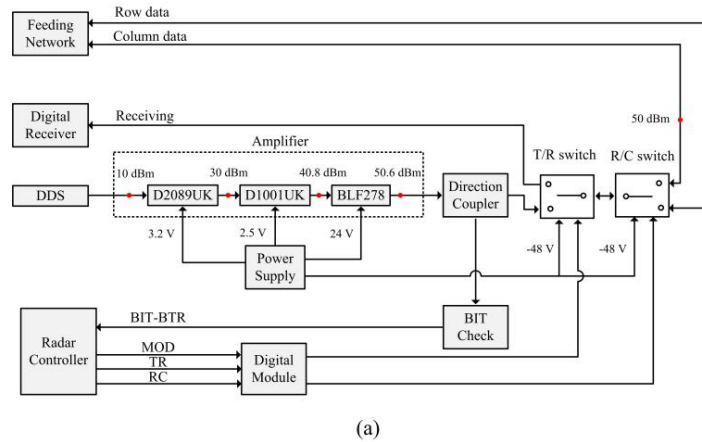 Feeding
Network
Row data
Column data
Digital
Receiver
Receiving
50 dBm
Amplifier
T/R switch
R/C switch
DDS
10 dBm
D2089UK
30 dBm
D1001UK
40.8 dBm
BLF278
50.6 dBm
Direction
Coupler
3.2 V
2.5 V
24 V
Power
Supply
-48 V
-48 V
Radar
Controller
BIT-BTR
BIT
Check
MOD
TR
RC
Digital
Module
(a)